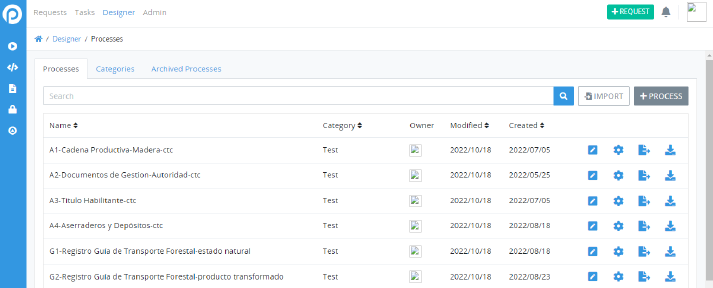 Requests Tasks Designer Admin
+ REQUEST
/ Designer / Processes
Processes Categories Archived Processes
Search
IMPORT
+ PROCESS
Name Category Owner Modified Created
A1-Cadena Productiva-Madera-ctc Test 2022/10/18 2022/07/05
A2-Documentos de Gestion-Autoridad-ctc Test 2022/10/18 2022/05/25
A3-Titulo Habilitante-ctc Test 2022/10/18 2022/07/05
A4-Aserraderos y Depósitos-ctc Test 2022/10/18 2022/08/18
G1-Registro Guía de Transporte Forestal-estado natural Test 2022/10/18 2022/08/18
G2-Registro Guía de Transporte Forestal-producto transformado Test 2022/10/18 2022/08/23